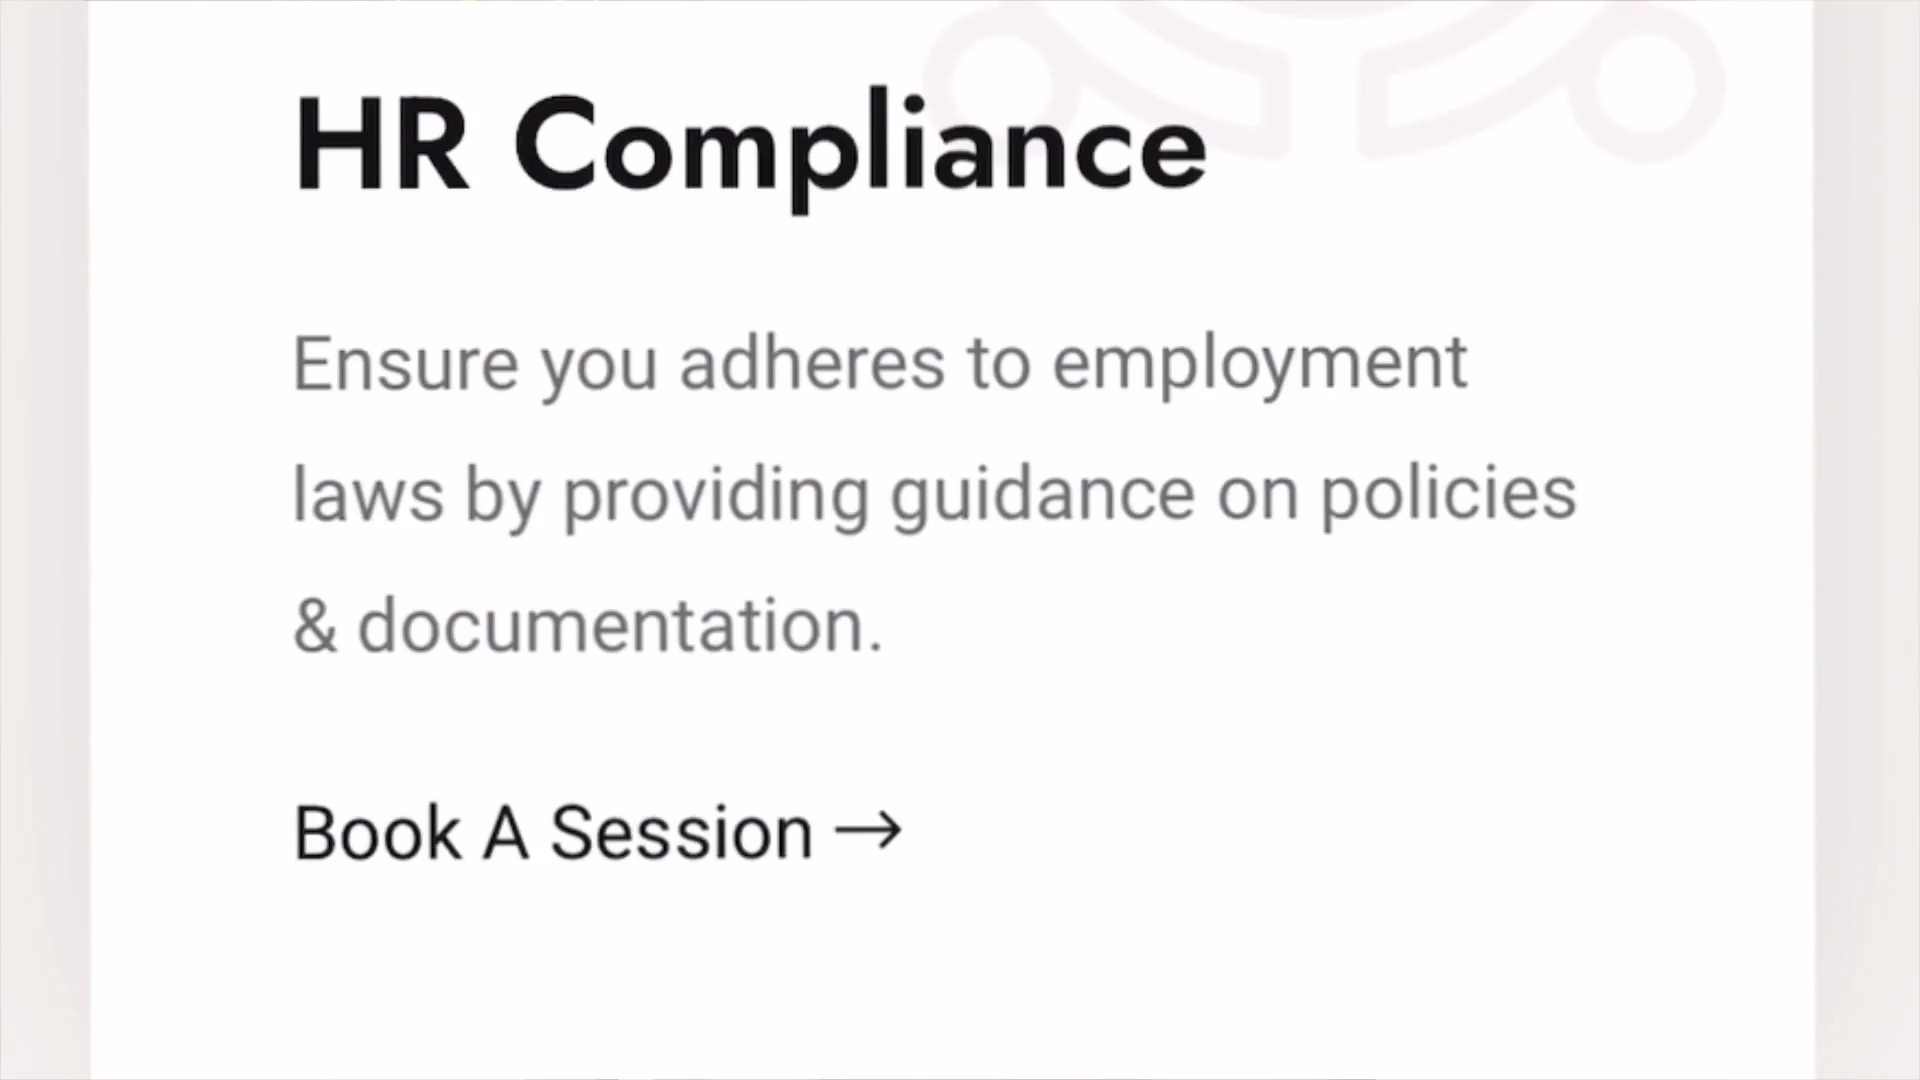 HR Compliance
Ensure you adheres to employment
laws by providing guidance on policies
& documentation.
Book A Session →